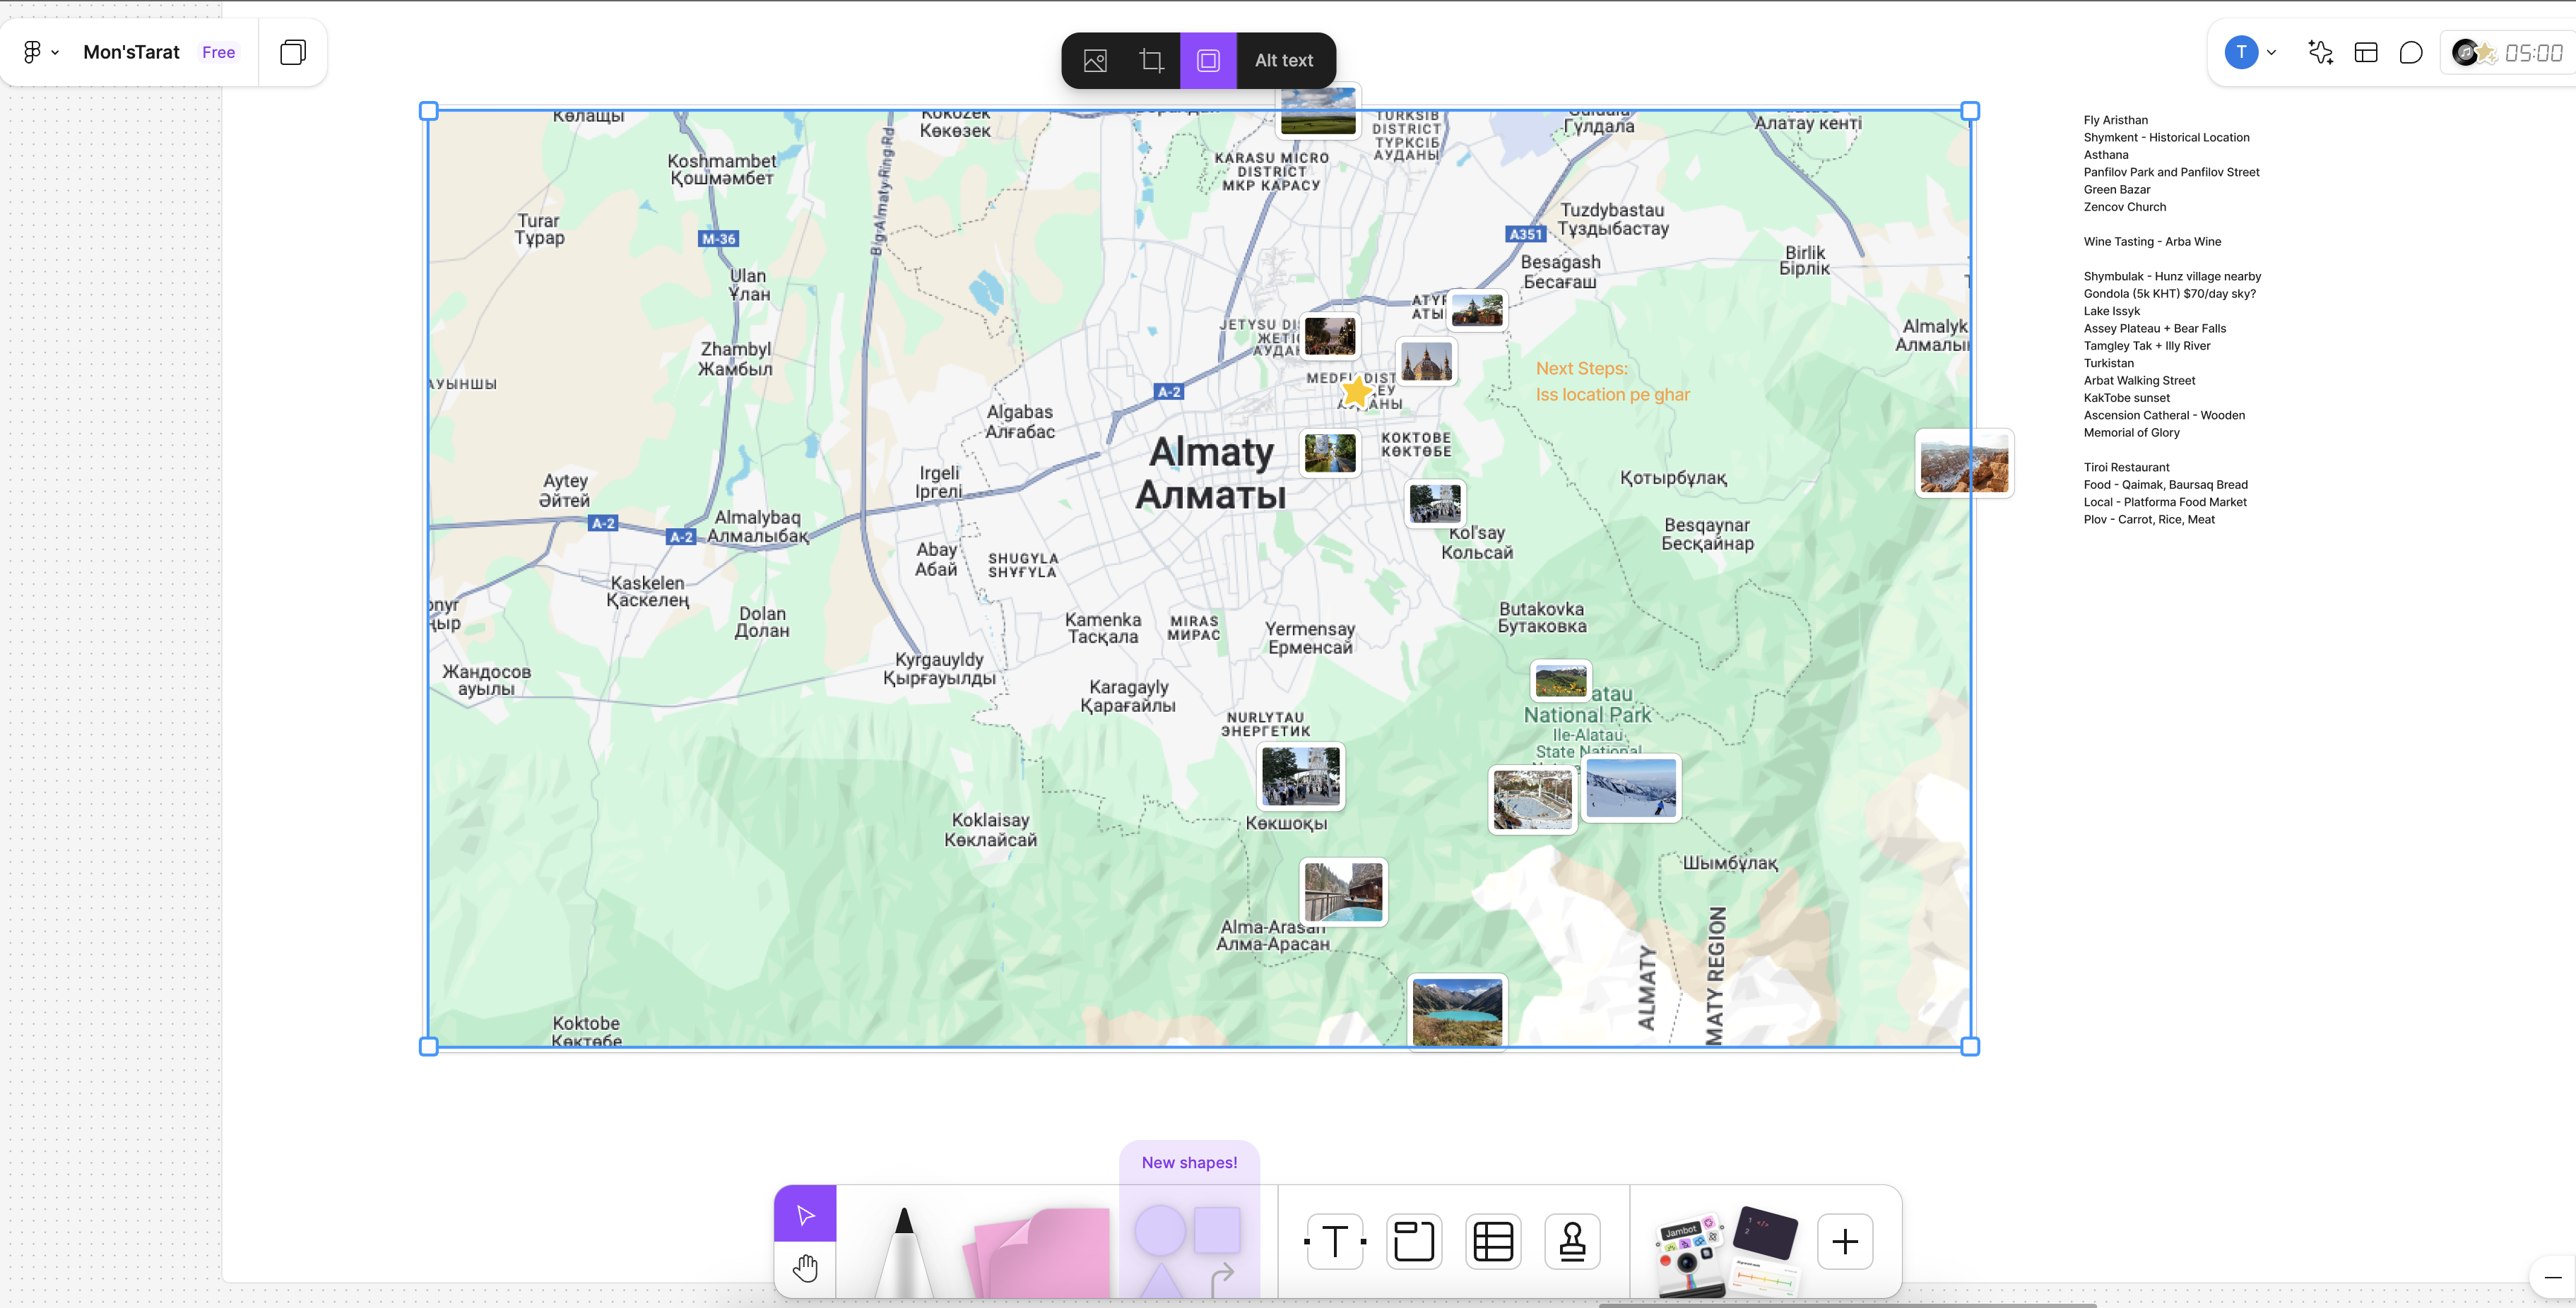 Mon'sTarat
Free
Alt text
T
05:00
Көлащы
Көкөзек
TURKSIB
DISTRICT
ТҮРКСІБ
АУДАНЫ
Гүлдала
Алатау кенті
KARASU MICRO
DISTRICT
МКР КАРАСУ
Koshmambet
Қошмәмбет
Big Almaty Ring Rd
Turar
Тұрар
M-36
Tuzdybastau
Тұздыбастау
A351
Besagash
Бесағаш
Birlik
Бірлік
Ulan
Ұлан
Zhambyl
Жамбыл
АУЫНШЫ
JETYSU DI
ЖЕТІС
АУДАН
АТЫ
Almalyk
Next Steps:
Iss location pe ghar
MEDEU DIST
АУДАНЫ
A-2
Algabas
Алғабас
Almaty
Алматы
KOKTOBE
КӨКТӨБЕ
Irgeli
Іргелі
Қотырбұлақ
Aytey
Әйтей
A-2
A-2
Almalybaq
Алмалыбақ
Kol'say
Кольсай
Besqaynar
Бесқайнар
Abay
Абай
SHUGYLA
SHYFYLA
Kaskelen
Қаскелең
Dolan
Долан
Kamenka
Тасқала
MIRAS
МИРАС
Yermensay
Ерменсай
Butakovka
Бутаковка
Жандосов
ауылы
Kyrgauyldy
Қырғауылды
Karagayly
Қарағайлы
NURLYTAU
ЭНЕРГЕТИК
atau
National Park
Ile-Alatau
State National
Көкшоқы
Koklaisay
Көклайсай
Шымбұлақ
Alma-Arasan
Алма-Арасан
ALMATY
MATY REGION
Koktobe
Көктөбе
Fly Aristhan
Shymkent - Historical Location
Asthana
Panfilov Park and Panfilov Street
Green Bazar
Zencov Church
Wine Tasting - Arba Wine
Shymbulak - Hunz village nearby
Gondola (5k KHT) $70/day sky?
Lake Issyk
Assey Plateau + Bear Falls
Tamgley Tak + Illy River
Turkistan
Arbat Walking Street
KakTobe sunset
Ascension Catheral - Wooden
Memorial of Glory
Tiroi Restaurant
Food - Qaimak, Baursaq Bread
Local - Platforma Food Market
Plov - Carrot, Rice, Meat
New shapes!
T
Jambot